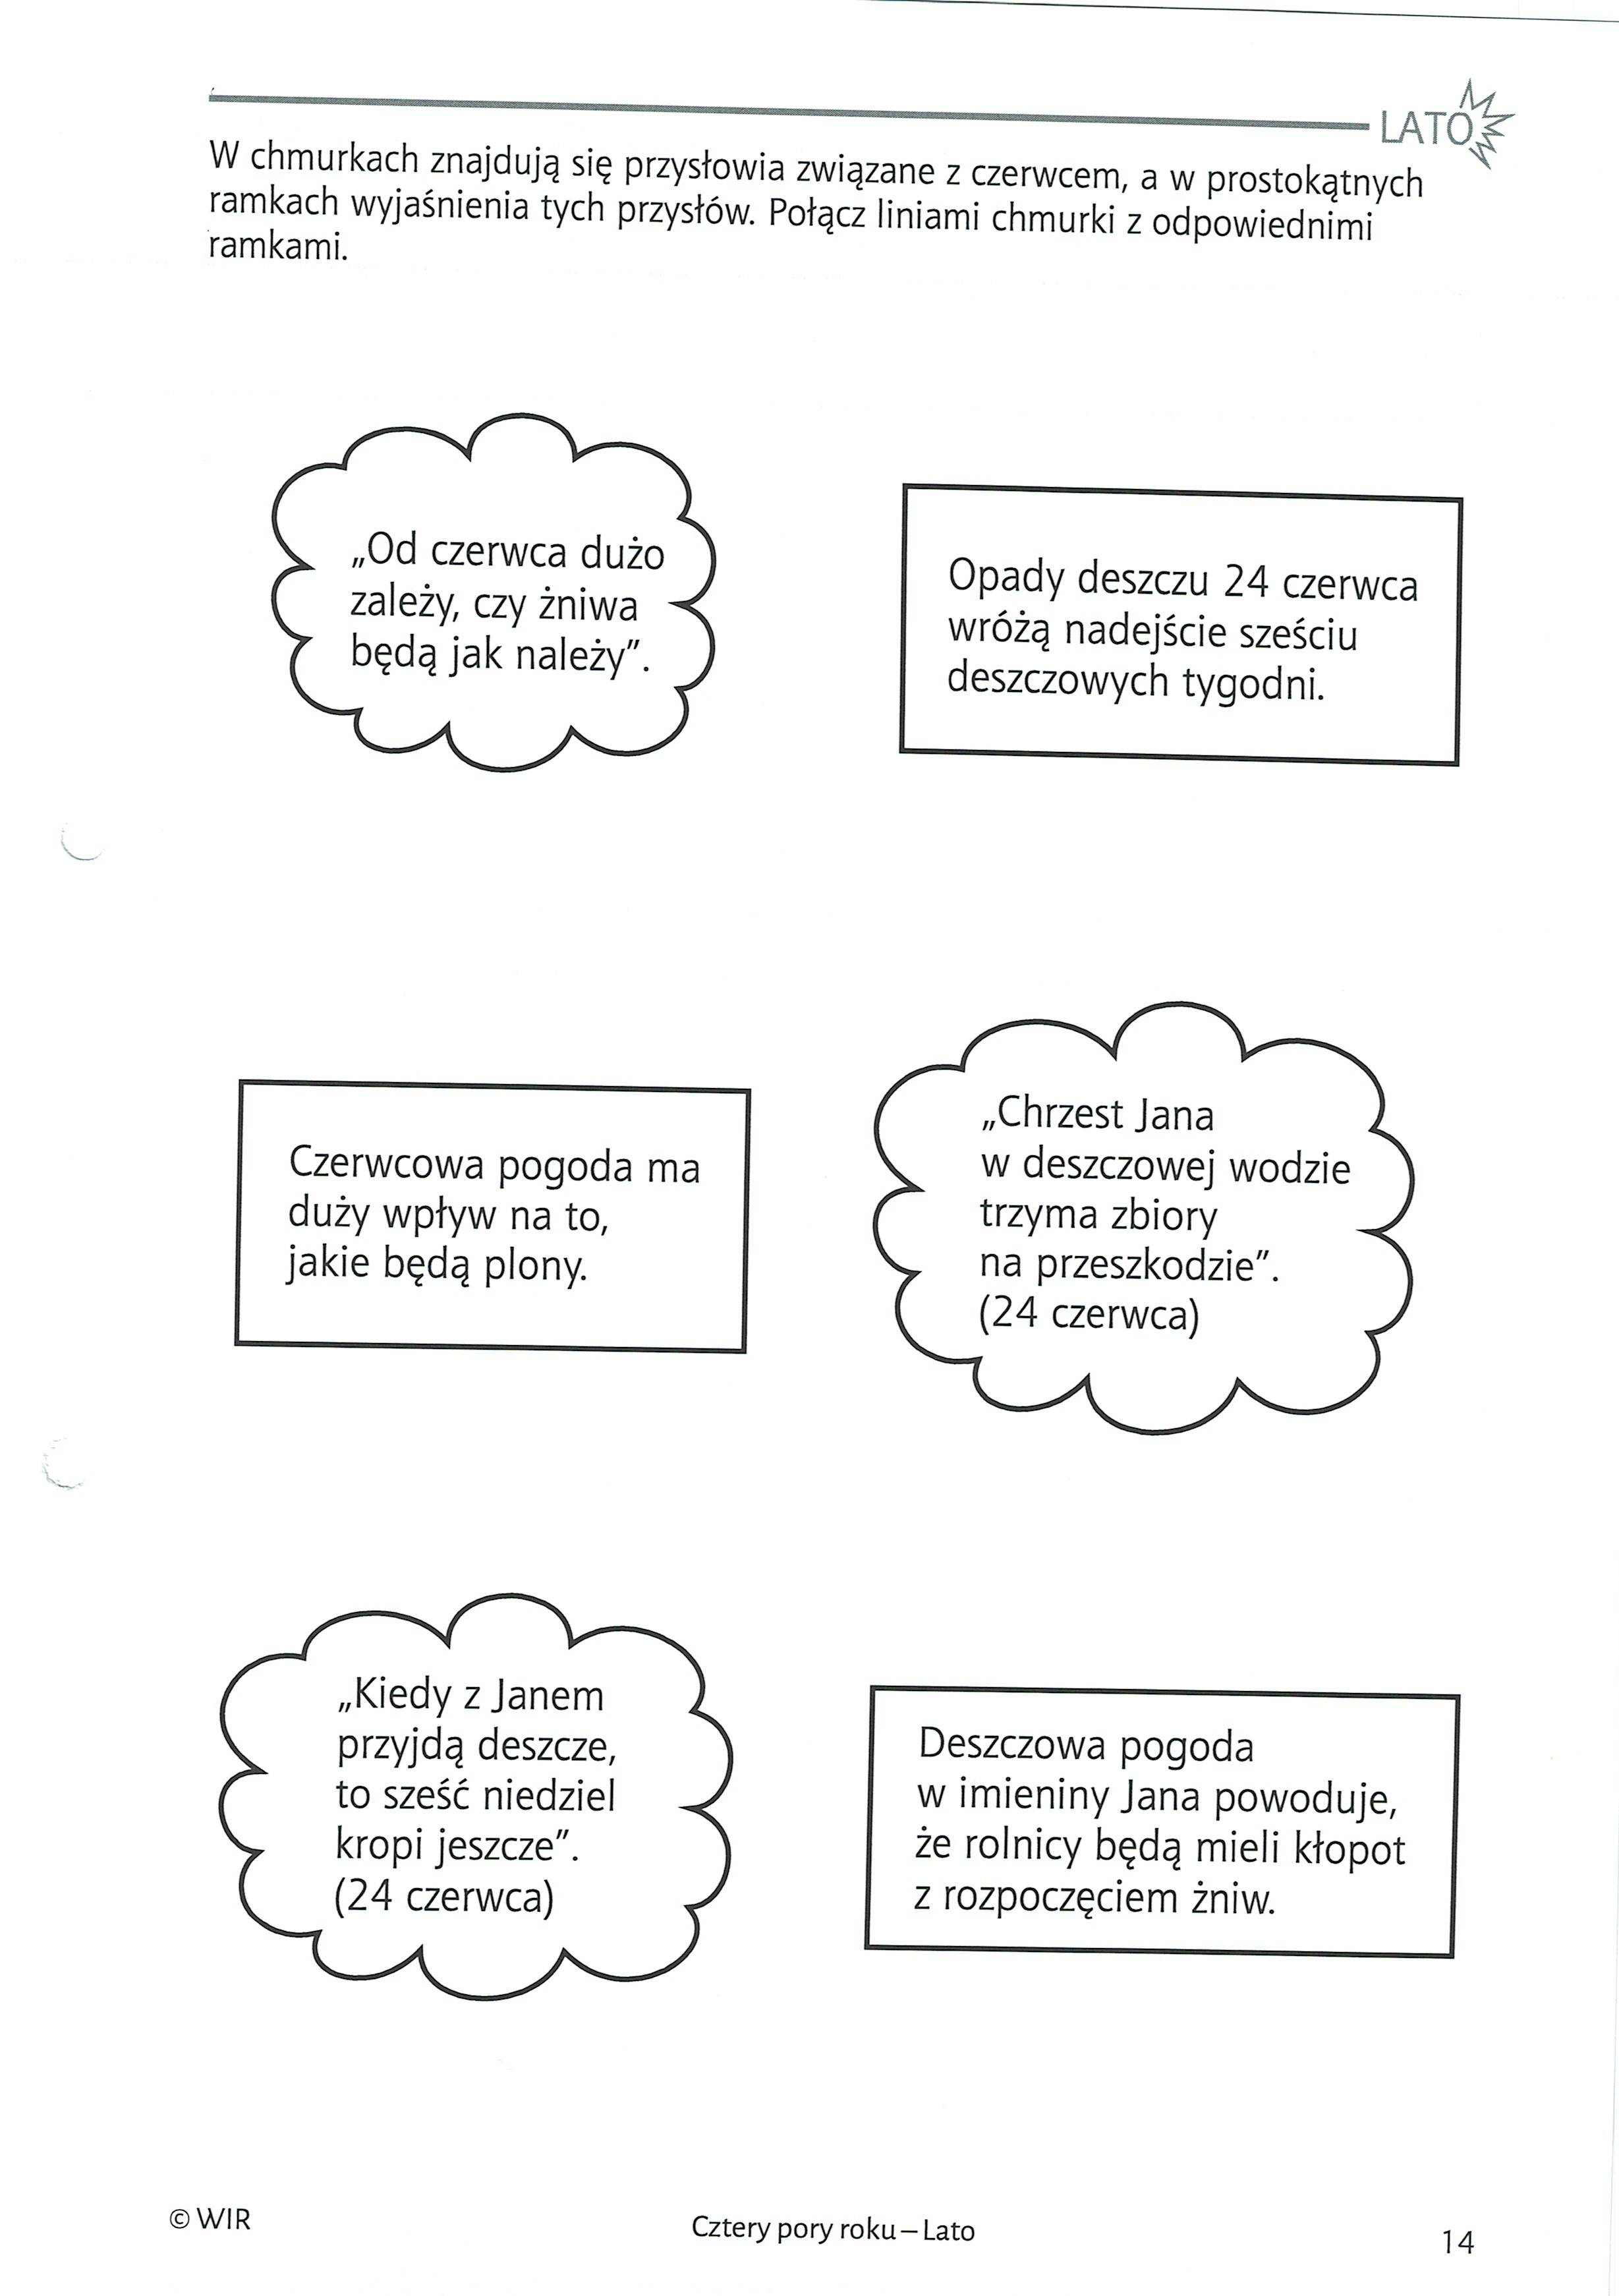 LATO
W chmurkach znajdują się przysłowia związane z czerwcem, a w prostokątnych
ramkach wyjaśnienia tych przysłów. Połącz liniami chmurki z odpowiednimi
ramkami.
„Od czerwca dużo
zależy, czy żniwa
będą jak należy”.
Opady deszczu 24 czerwca
wróżą nadejście sześciu
deszczowych tygodni.
Czerwcowa pogoda ma
duży wpływ na to,
jakie będą plony.
„Chrzest Jana
w deszczowej wodzie
trzyma zbiory
na przeszkodzie”.
(24 czerwca)
„Kiedy z Janem
przyjdą deszcze,
to sześć niedziel
kropi jeszcze”.
(24 czerwca)
Deszczowa pogoda
w imieniny Jana powoduje,
że rolnicy będą mieli kłopot
z rozpoczęciem żniw.
© WIR
Cztery pory roku – Lato
14